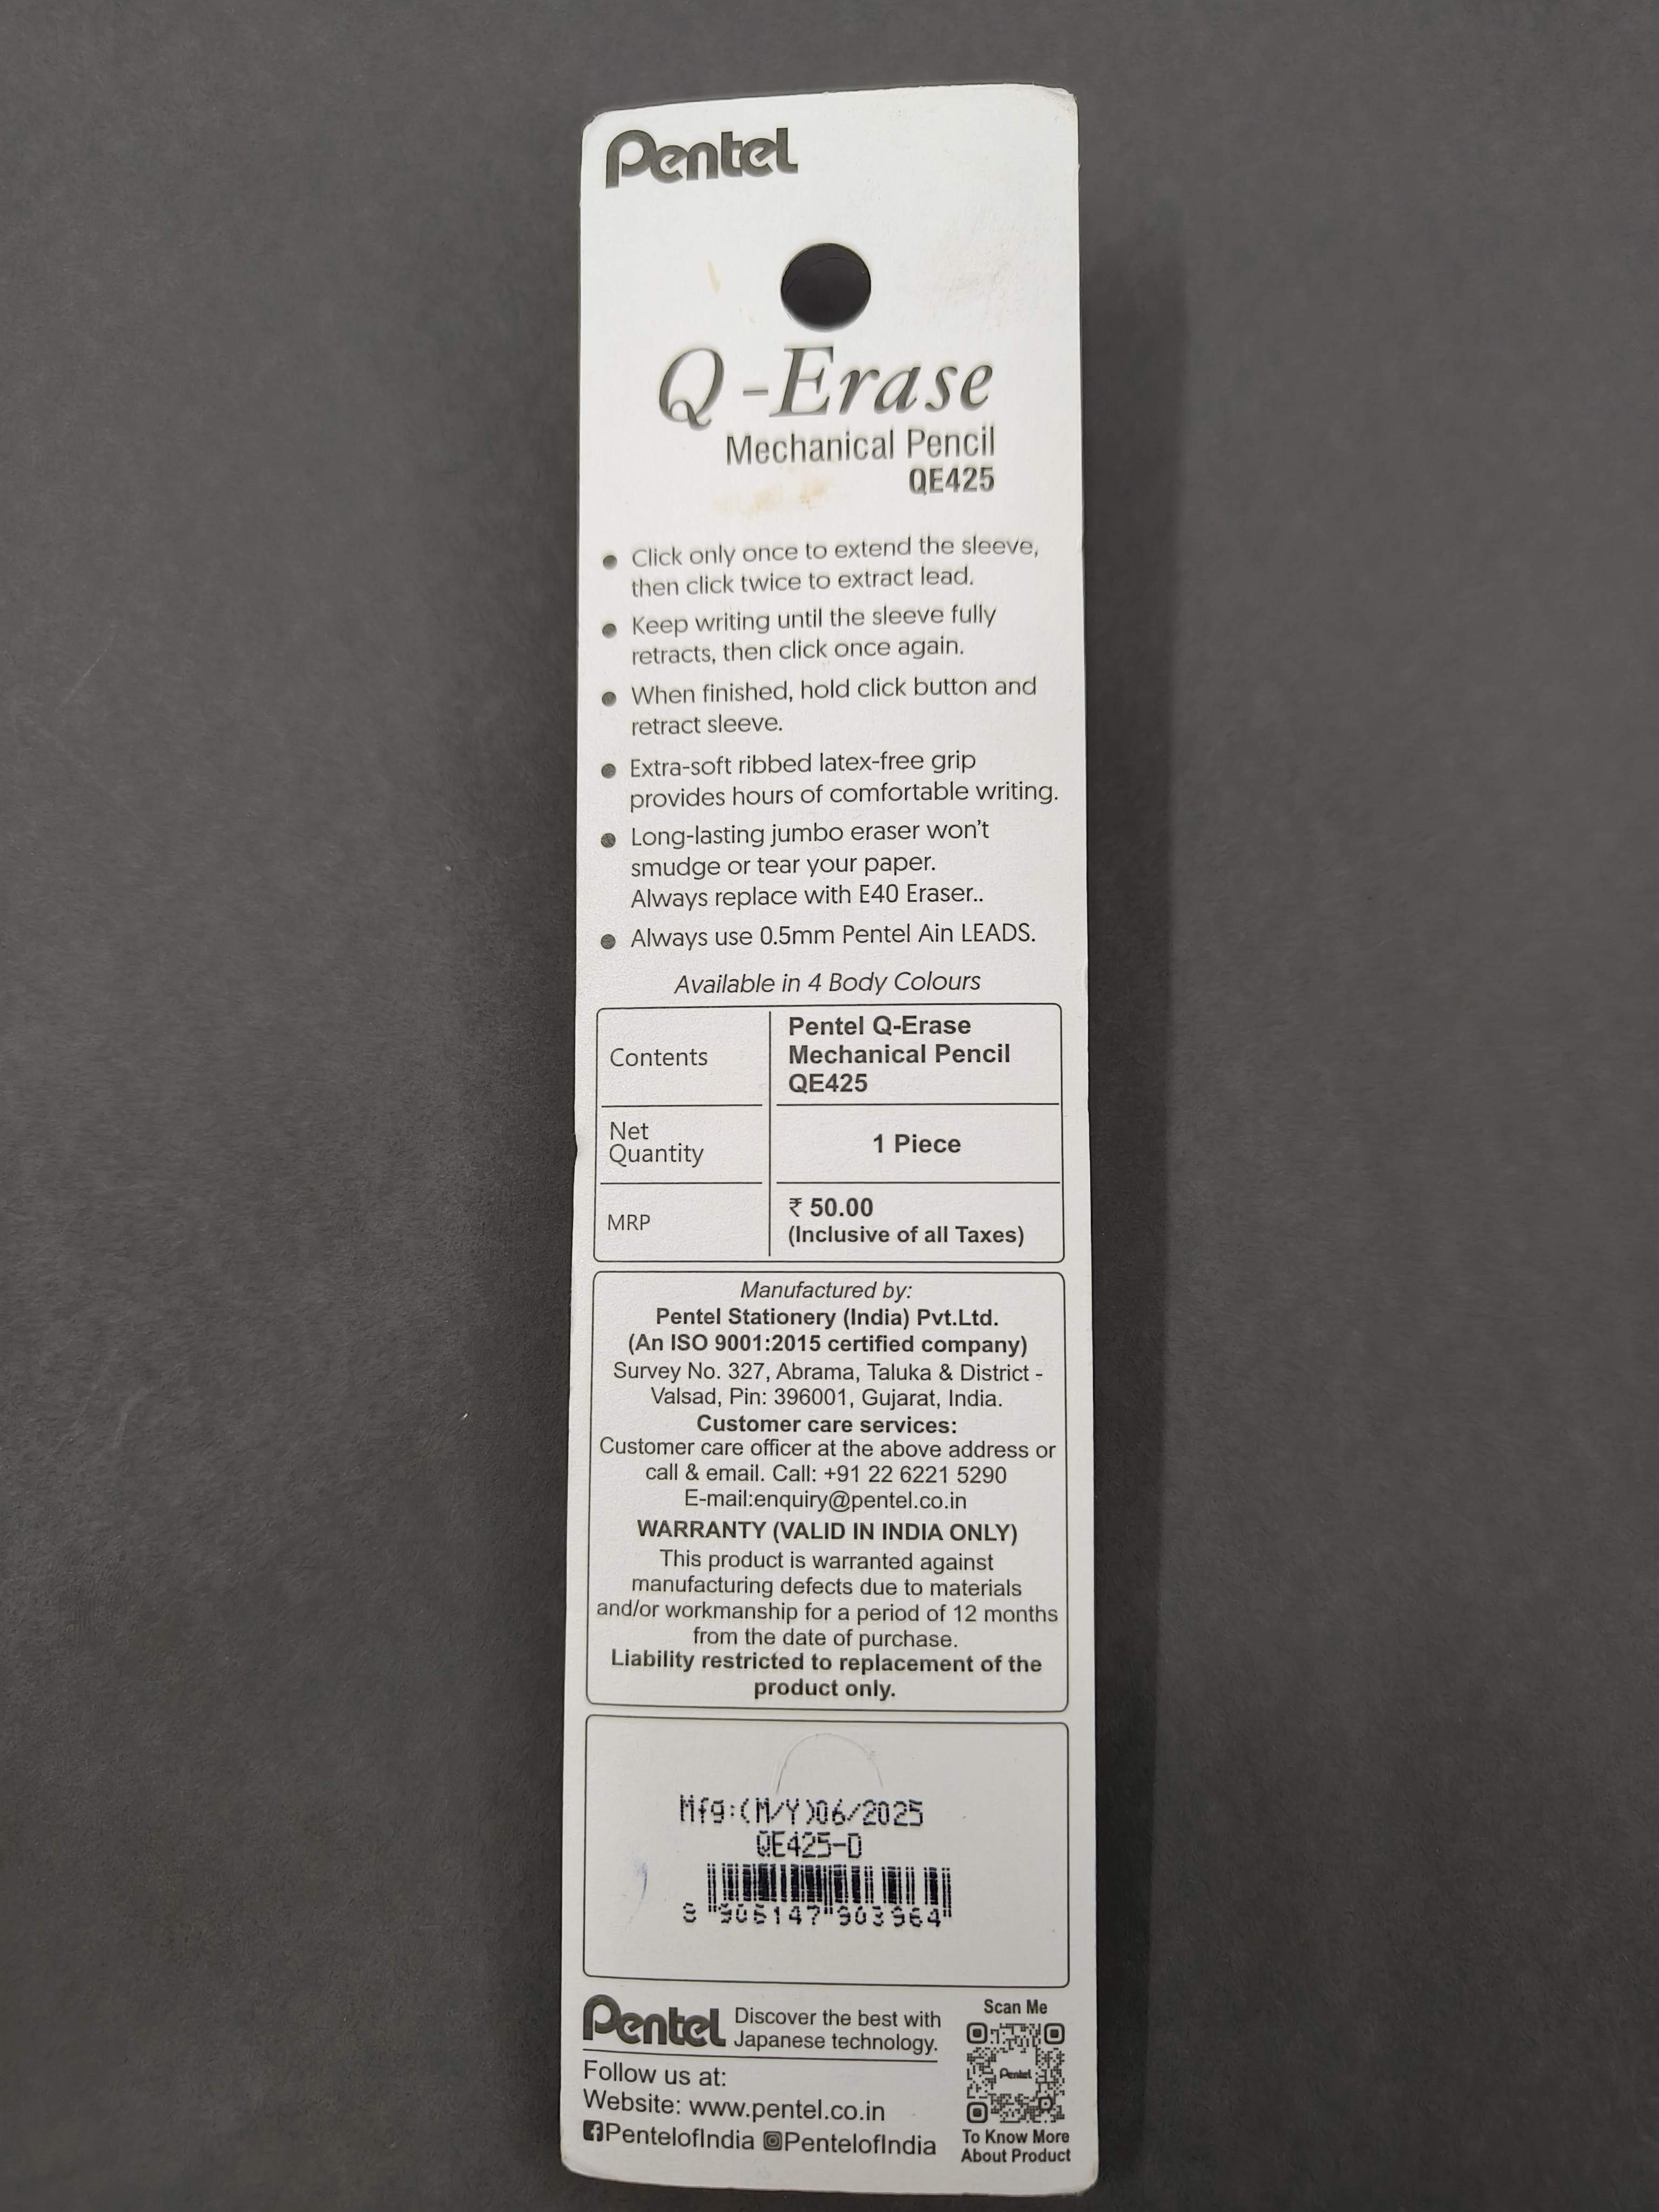 Pentel
Q-Erase
Mechanical Pencil
QE425
● Click only once to extend the sleeve,
then click twice to extract lead.
● Keep writing until the sleeve fully
retracts, then click once again.
● When finished, hold click button and
retract sleeve.
● Extra-soft ribbed latex-free grip
provides hours of comfortable writing.
● Long-lasting jumbo eraser won't
smudge or tear your paper.
Always replace with E40 Eraser..
● Always use 0.5mm Pentel Ain LEADS.
Available in 4 Body Colours
Contents
Pentel Q-Erase
Mechanical Pencil
QE425
Net
Quantity
1 Piece
MRP
₹ 50.00
(Inclusive of all Taxes)
Manufactured by:
Pentel Stationery (India) Pvt.Ltd.
(An ISO 9001:2015 certified company)
Survey No. 327, Abrama, Taluka & District -
Valsad, Pin: 396001, Gujarat, India.
Customer care services:
Customer care officer at the above address or
call & email. Call: +91 22 6221 5290
E-mail:enquiry@pentel.co.in
WARRANTY (VALID IN INDIA ONLY)
This product is warranted against
manufacturing defects due to materials
and/or workmanship for a period of 12 months
from the date of purchase.
Liability restricted to replacement of the
product only.
Mfg:(M/Y)06/2025
QE425-D
8 906147 903964
Pentel
Discover the best with
Japanese technology.
Follow us at:
Website: www.pentel.co.in
PentelofIndia PentelofIndia
Scan Me
Pentel
To Know More
About Product